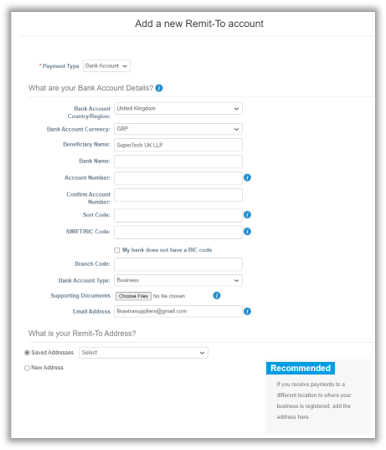 Add a new Remit-To account
* Payment Type Bank Account
What are your Bank Account Details?
Bank Account Country/Region: United Kingdom
Bank Account Currency: GBP
Beneficiary Name: SuperTech UK LLP
Bank Name:
Account Number:
Confirm Account
Number:
Sort Code:
SWIFT/BIC Code:
My bank does not have a BIC code
Branch Code:
Bank Account Type: Business
Supporting Documents Choose Files No file chosen
Email Address finastrasuppliers@gmail.com
What is your Remit-To Address?
Saved Addresses Select
New Address
Recommended
If you receive payments to a
different location to where your
business is registered, add the
address here.